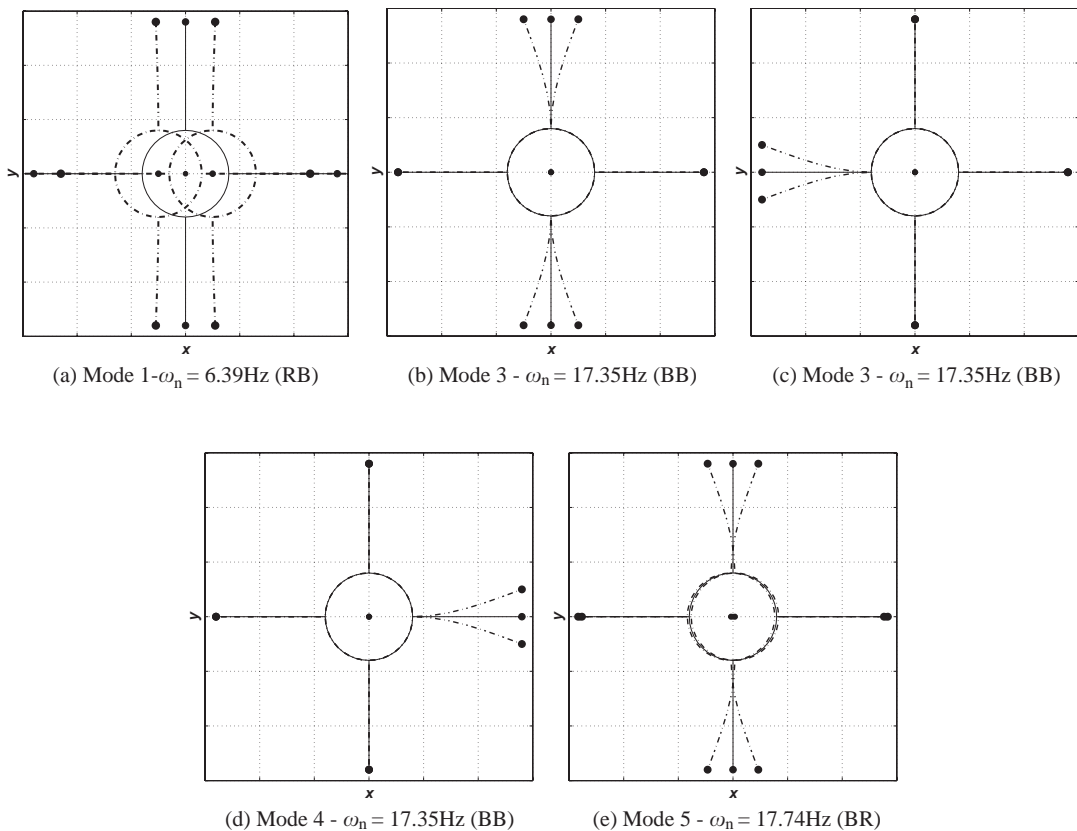 y
x
(a) Mode 1-ωn = 6.39Hz (RB)
y
x
(b) Mode 3 - ωn = 17.35Hz (BB)
y
x
(c) Mode 3 - ωn = 17.35Hz (BB)
y
x
(d) Mode 4 - ωn = 17.35Hz (BB)
y
x
(e) Mode 5 - ωn = 17.74Hz (BR)